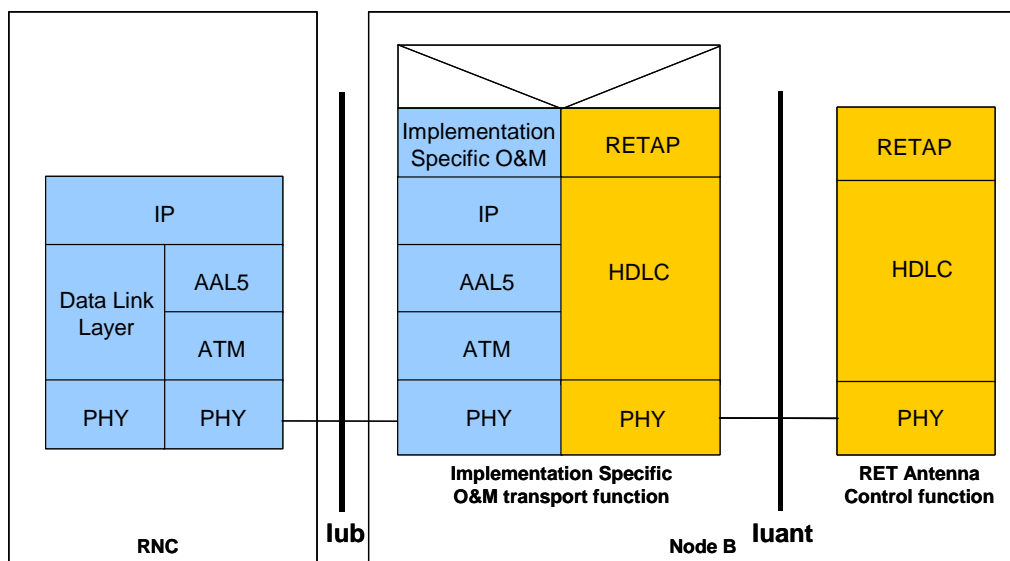 IP
Data Link
Layer
AAL5
ATM
PHY
PHY
RNC
Iub
Implementation
Specific O&M
RETAP
IP
HDLC
AAL5
ATM
PHY
PHY
Implementation Specific
O&M transport function
Node B
Iuant
RETAP
HDLC
PHY
RET Antenna
Control function